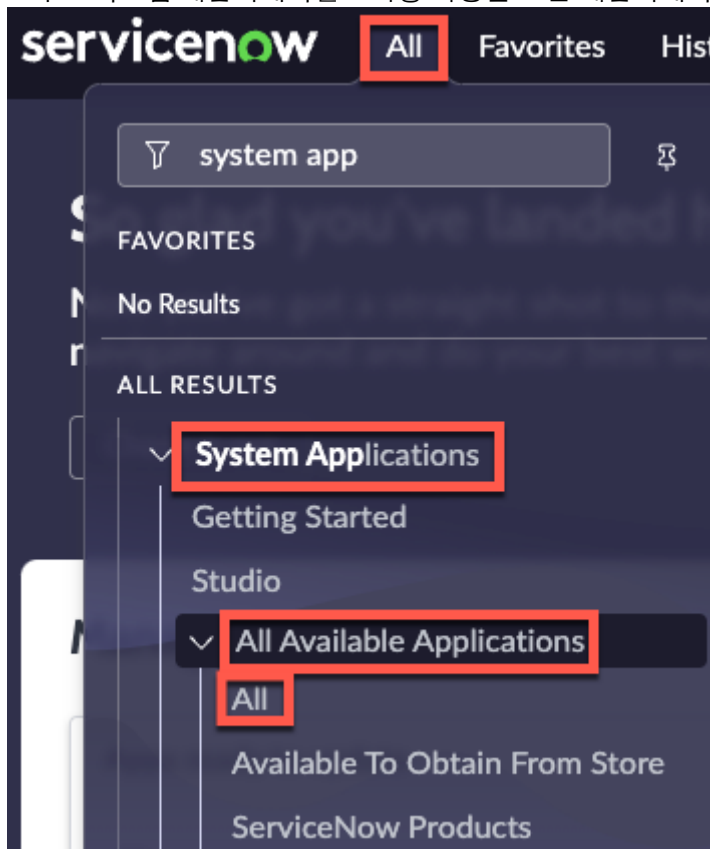 servicenow All Favorites Hist
system app
FAVORITES
No Results
ALL RESULTS
System Applications
Getting Started
Studio
All Available Applications
All
Available To Obtain From Store
ServiceNow Products